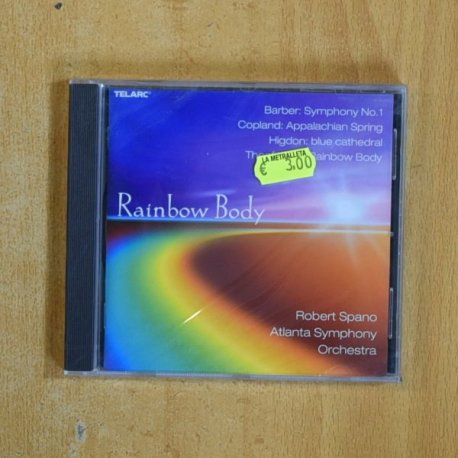 TELARC
Barber: Symphony No.1
Copland: Appalachian Spring
Higdon: blue cathedral
Rainbow Body
LA METRALLETA
€ 3,00
Rainbow Body
Robert Spano
Atlanta Symphony
Orchestra